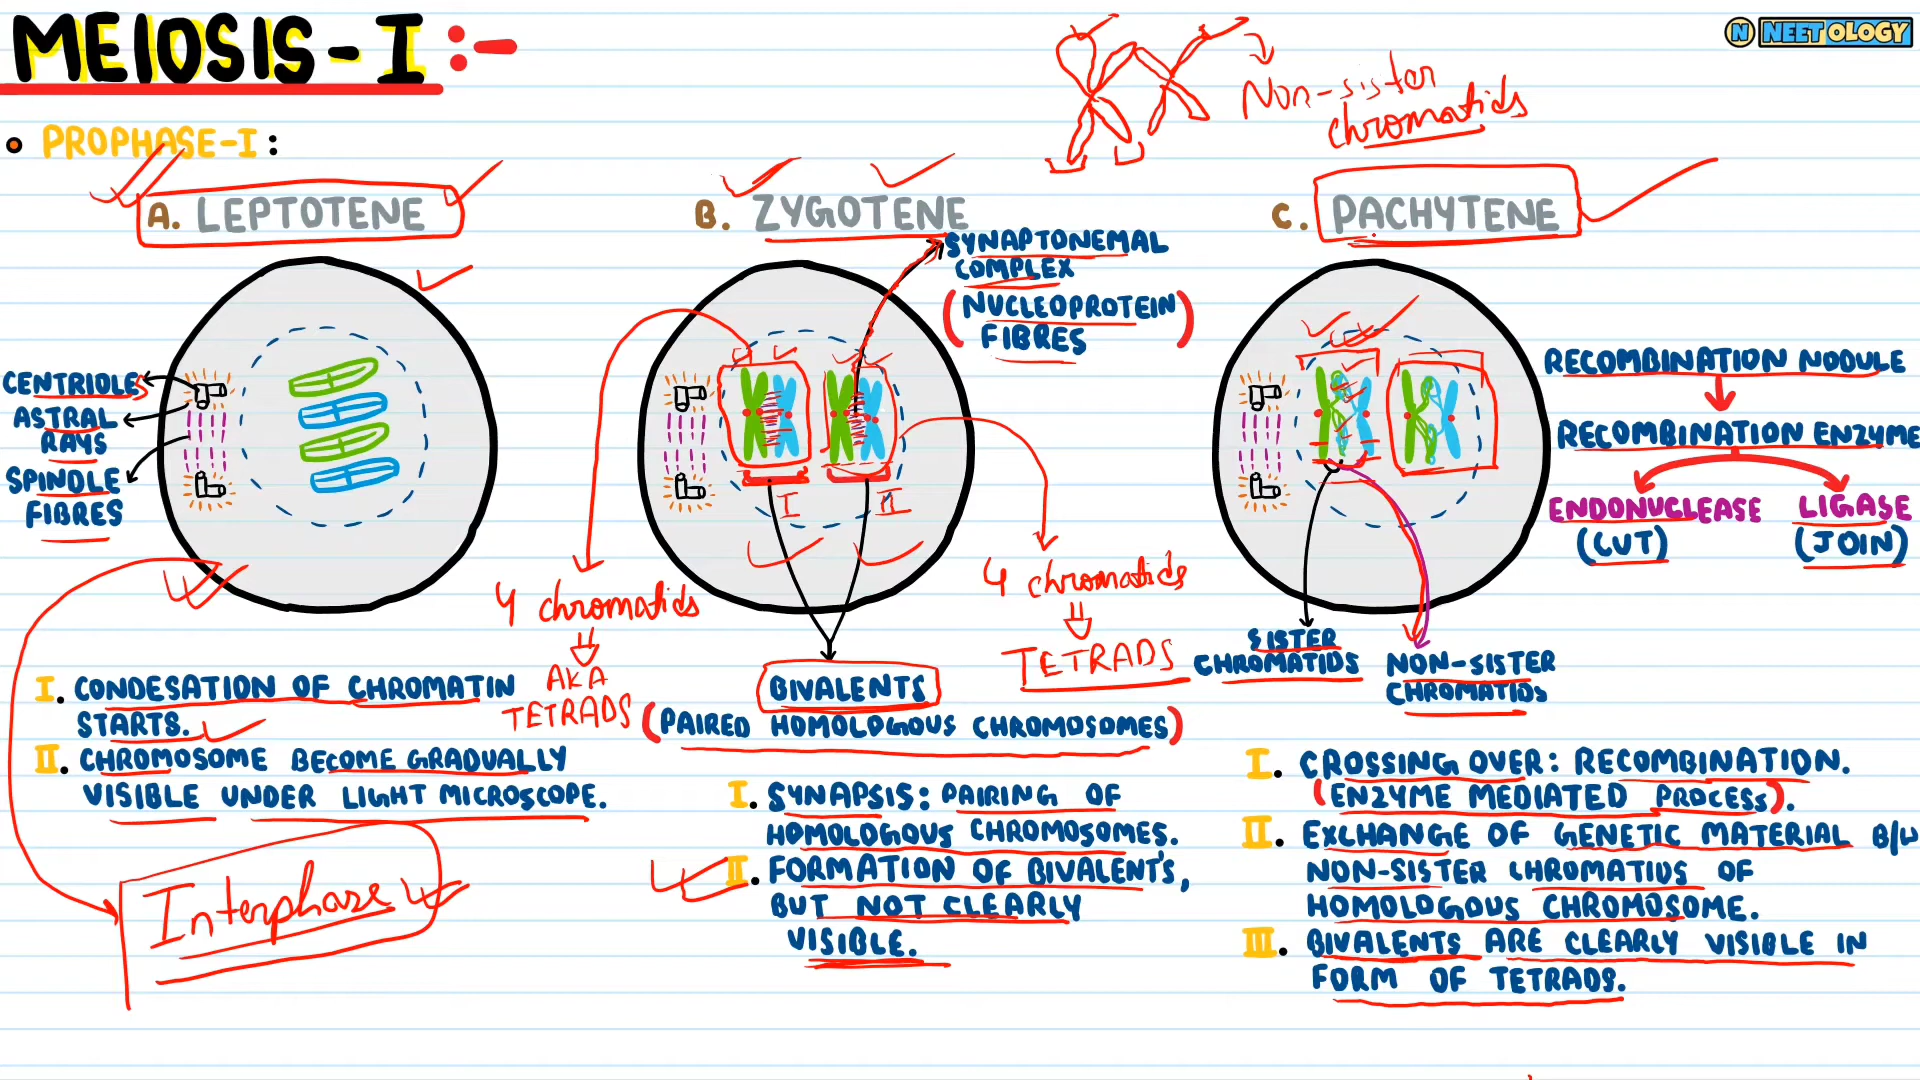 MEIOSIS-I :-
NEETOLOGY
• PROPHASE-I :
Non-sister
chromatids
A. LEPTOTENE
CENTRIOLES
ASTRAL
RAYS
SPINDLE
FIBRES
I. CONDESATION OF CHROMATIN
STARTS.
II. CHROMOSOME BECOME GRADUALLY
VISIBLE UNDER LIGHT MICROSCOPE.
Interphase
B. ZYGOTENE
SYNAPTONEMAL
COMPLEX
(NUCLEOPROTEIN
FIBRES)
I
II
4 chromatids
AKA
TETRADS
4 chromatids
TETRADS
BIVALENTS
(PAIRED HOMOLOGOUS CHROMOSOMES)
I. SYNAPSIS: PAIRING OF
HOMOLOGOUS CHROMOSOMES.
II. FORMATION OF BIVALENT'S,
BUT NOT CLEARLY
VISIBLE.
C. PACHYTENE
RECOMBINATION NODULE
RECOMBINATION ENZYME
ENDONUCLEASE
(CUT)
LIGASE
(JOIN)
SISTER
CHROMATIDS
NON-SISTER
CHROMATIDS
I. CROSSING OVER: RECOMBINATION.
(ENZYME MEDIATED PROCESS).
II. EXCHANGE OF GENETIC MATERIAL B/W
NON-SISTER CHROMATIDS OF
HOMOLOGOUS CHROMOSOME.
III. BIVALENTS ARE CLEARLY VISIBLE IN
FORM OF TETRADS.